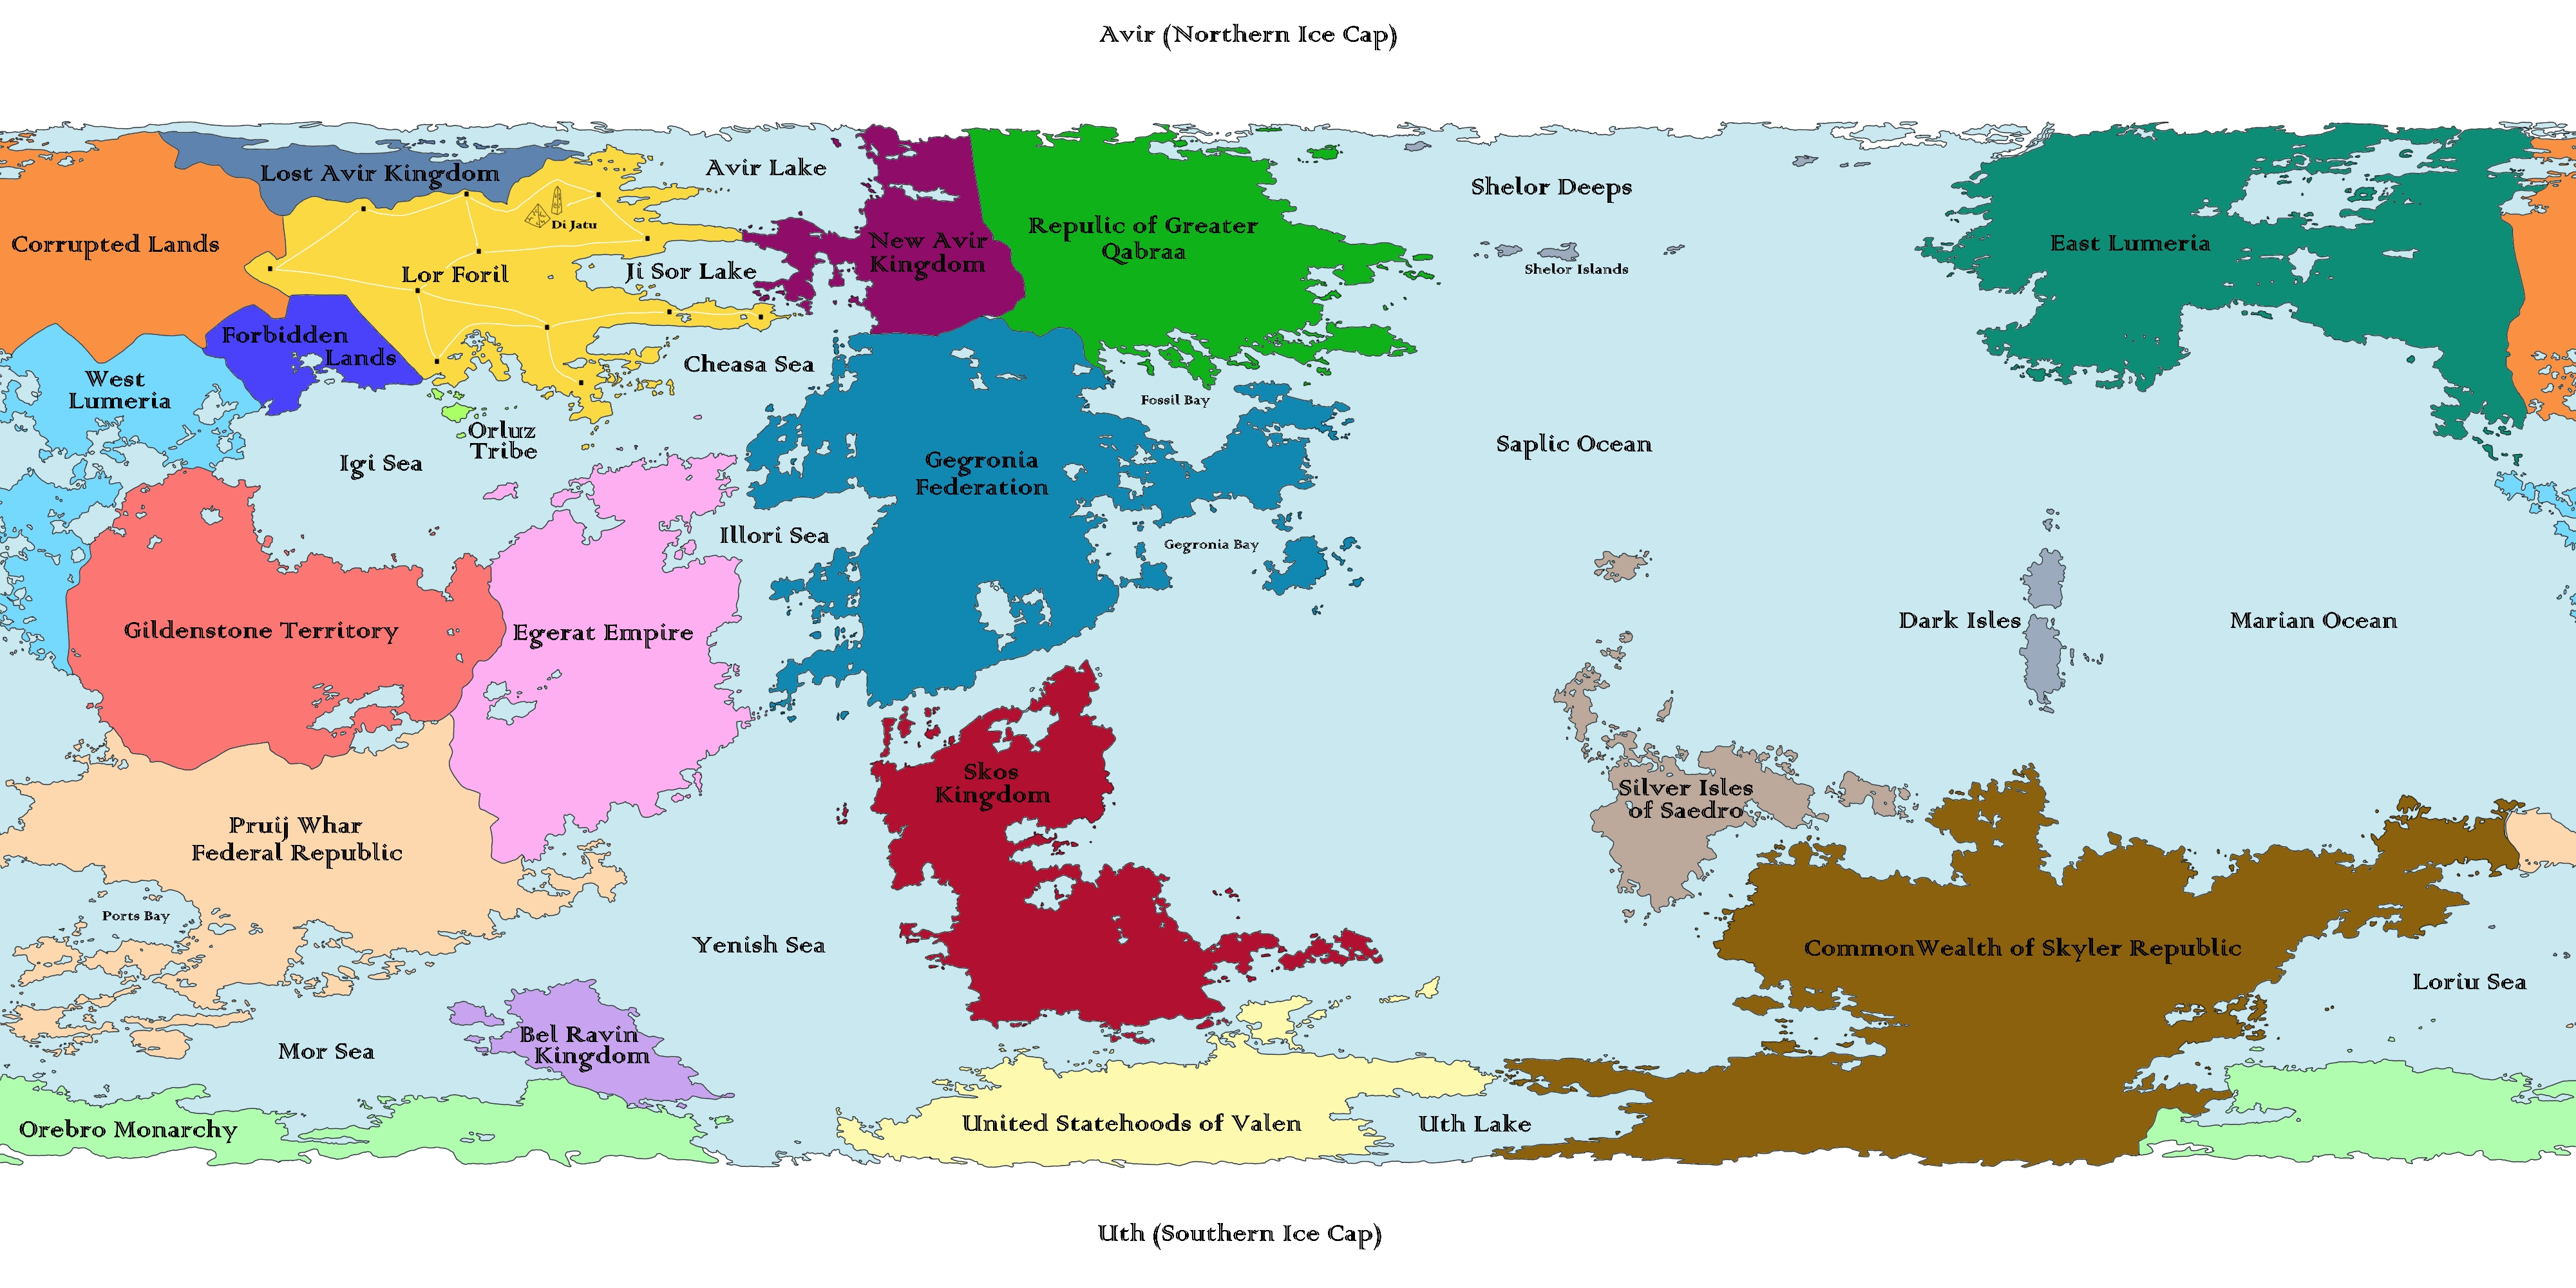 Avir (Northern Ice Cap)
Lost Avir Kingdom
Avir Lake
Shelor Deeps
Corrupted Lands
Di Jatu
Lor Foril
Ji Sor Lake
New Avir
Kingdom
Repulic of Greater
Qabraa
Shelor Islands
East Lumeria
Forbidden
Lands
West
Lumeria
Cheasa Sea
Fossil Bay
Orluz
Tribe
Igi Sea
Gegronia
Federation
Saplic Ocean
Illori Sea
Gegronia Bay
Gildenstone Territory
Egerat Empire
Dark Isles
Marian Ocean
Skos
Kingdom
Silver Isles
of Saedro
Pruij Whar
Federal Republic
Ports Bay
Yenish Sea
CommonWealth of Skyler Republic
Loriu Sea
Mor Sea
Bel Ravin
Kingdom
Orebro Monarchy
United Statehoods of Valen
Uth Lake
Uth (Southern Ice Cap)